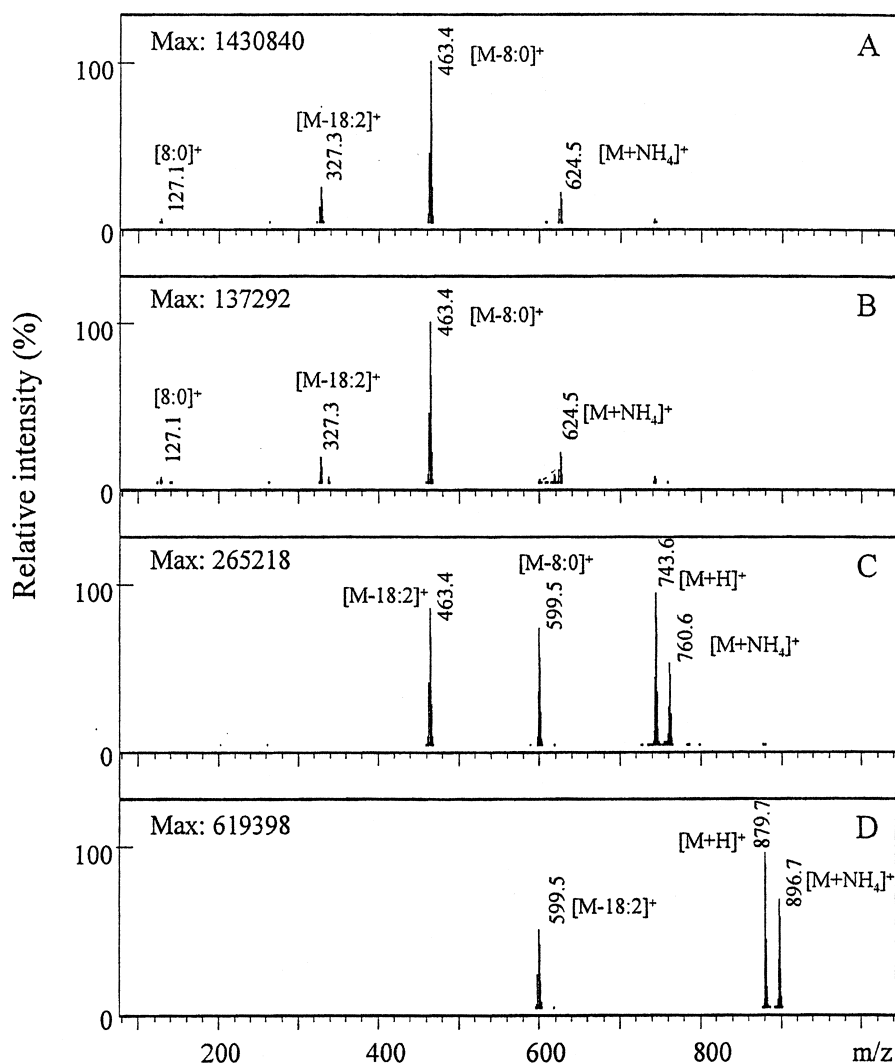 Relative intensity (%)
Max: 1430840
A
100
[8:0]⁺
127.1
[M-18:2]⁺
327.3
463.4
[M-8:0]⁺
624.5
[M+NH₄]⁺
0
Max: 137292
B
100
[8:0]⁺
127.1
[M-18:2]⁺
327.3
463.4
[M-8:0]⁺
624.5
[M+NH₄]⁺
0
Max: 265218
C
100
[M-18:2]⁺
463.4
[M-8:0]⁺
599.5
743.6
[M+H]⁺
760.6
[M+NH₄]⁺
0
Max: 619398
D
100
599.5
[M-18:2]⁺
[M+H]⁺
879.7
896.7
[M+NH₄]⁺
0
200 400 600 800 m/z